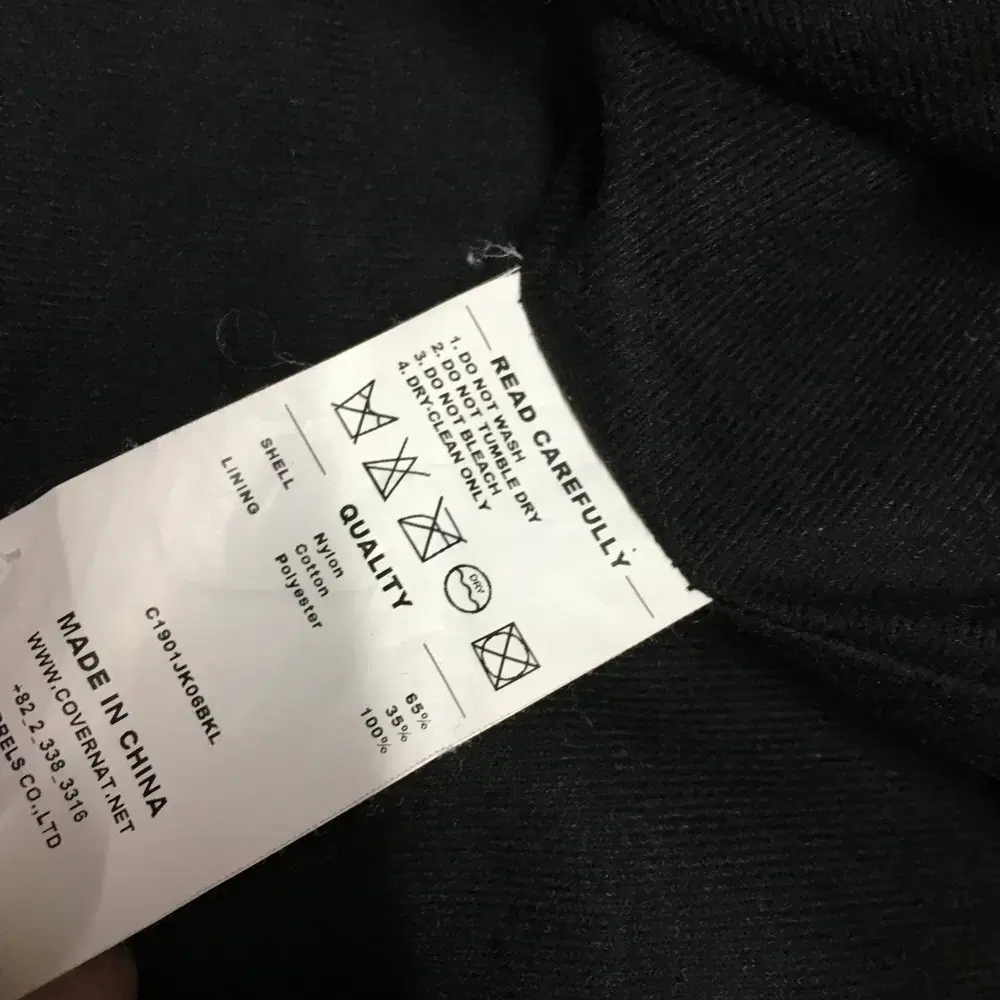 READ CAREFULLY
1. DO NOT WASH
2. DO NOT TUMBLE DRY
3. DO NOT BLEACH
4. DRY-CLEAN ONLY
DRY
QUALITY
SHELL Nylon 65%
Cotton 35%
LINING Polyester 100%
C1901JK06BKL
MADE IN CHINA
WWW.COVERNAT.NET
+82_2_338_3316
CO.,LTD